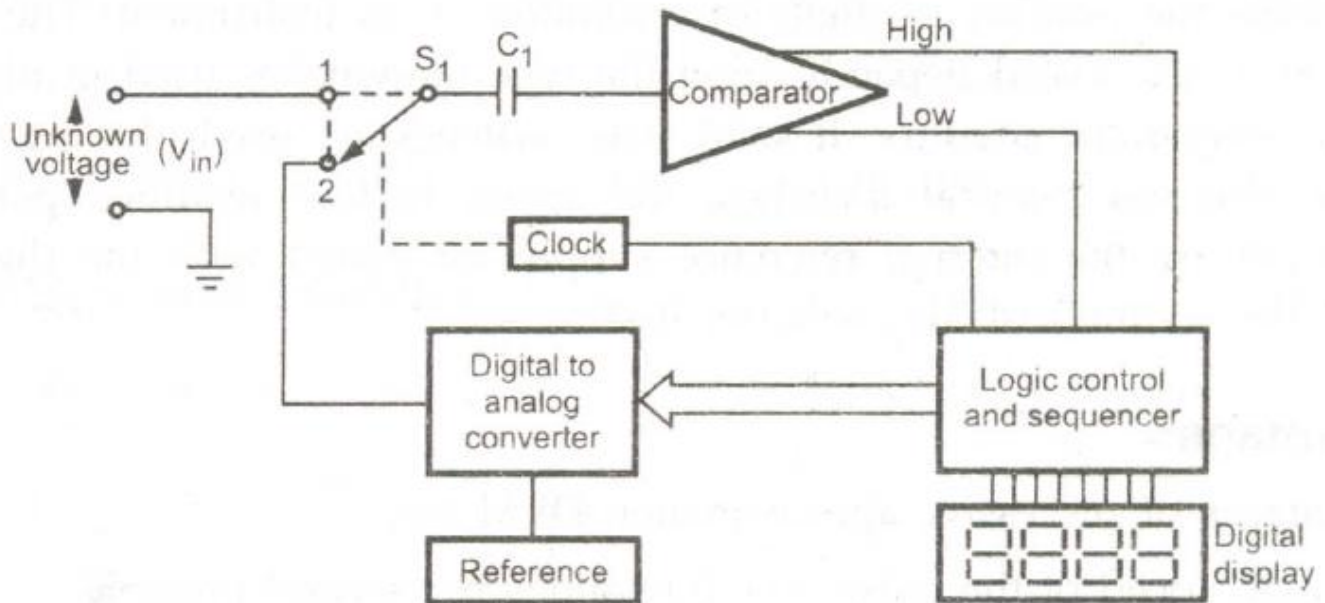 High
C1
S1
1
Comparator
Low
Unknown
voltage
(Vin)
2
Clock
Digital to
analog
converter
Logic control
and sequencer
Reference
Digital
display